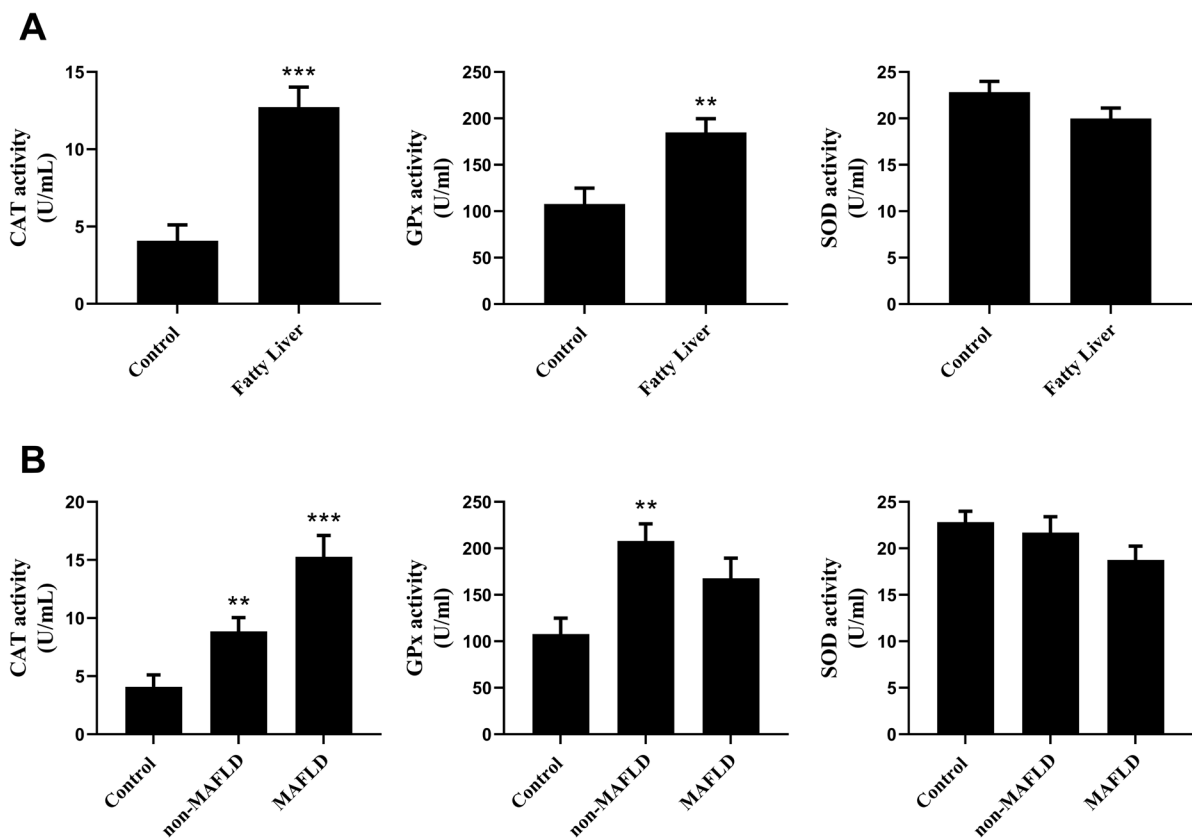 A
CAT activity
(U/mL)
15
10
5
0
***
Control
Fatty Liver
GPx activity
(U/ml)
250
200
150
100
50
0
**
Control
Fatty Liver
SOD activity
(U/ml)
25
20
15
10
5
0
Control
Fatty Liver
B
CAT activity
(U/mL)
20
15
10
5
0
**
***
Control
non-MAFLD
MAFLD
GPx activity
(U/ml)
250
200
150
100
50
0
**
Control
non-MAFLD
MAFLD
SOD activity
(U/ml)
25
20
15
10
5
0
Control
non-MAFLD
MAFLD